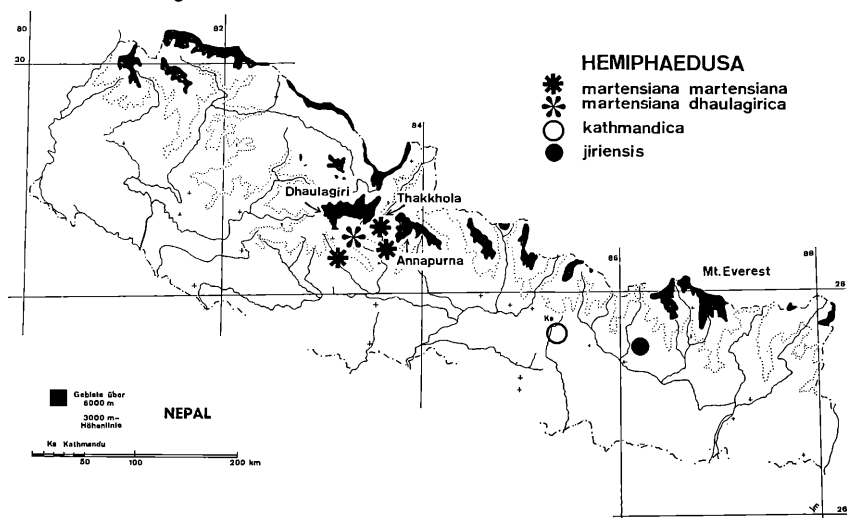 80
82
30
HEMIPHAEDUSA
martensiana martensiana
martensiana dhaulagirica
kathmandica
jiriensis
84
Dhaulagiri
Thakkhola
Annapurna
86
Mt. Everest
88
28
Ka
Gebiete über
6000 m
3000 m-
Höhenlinie
NEPAL
Ka Kathmandu
50 100 200 km
26